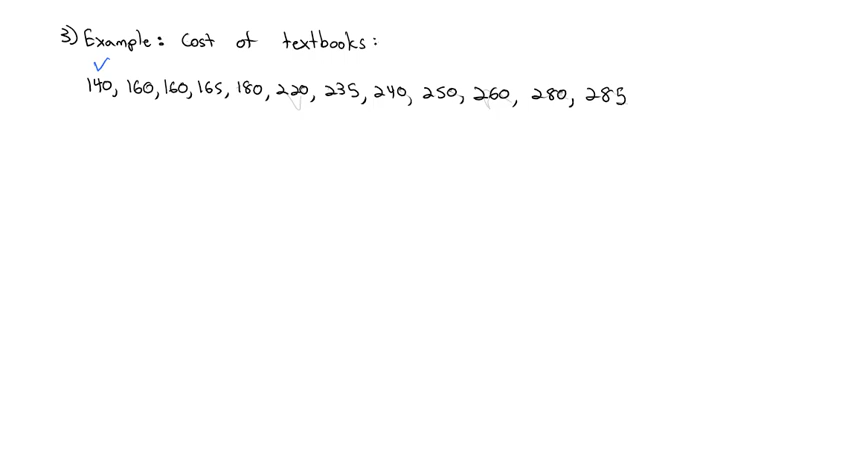 3) Example: Cost of textbooks:
140, 160, 160, 165, 180, 220, 235, 240, 250, 260, 280, 285